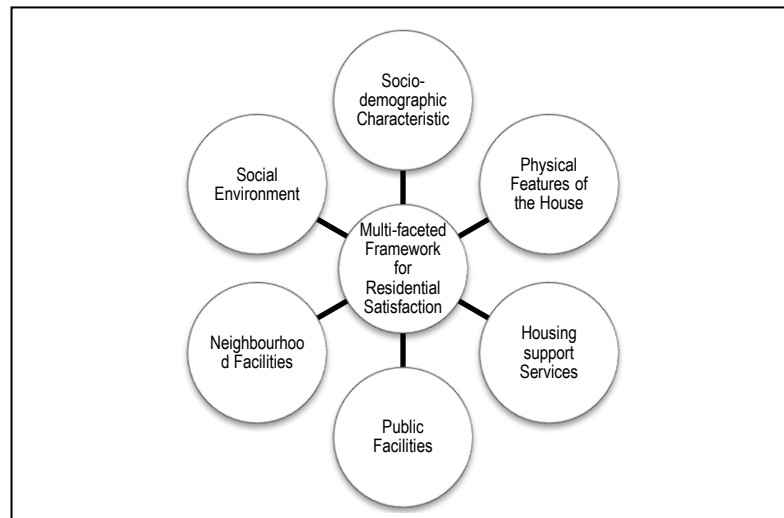 Socio-
demographic
Characteristic
Social
Environment
Physical
Features of
the House
Multi-faceted
Framework
for
Residential
Satisfaction
Neighbourhoo
d Facilities
Housing
support
Services
Public
Facilities